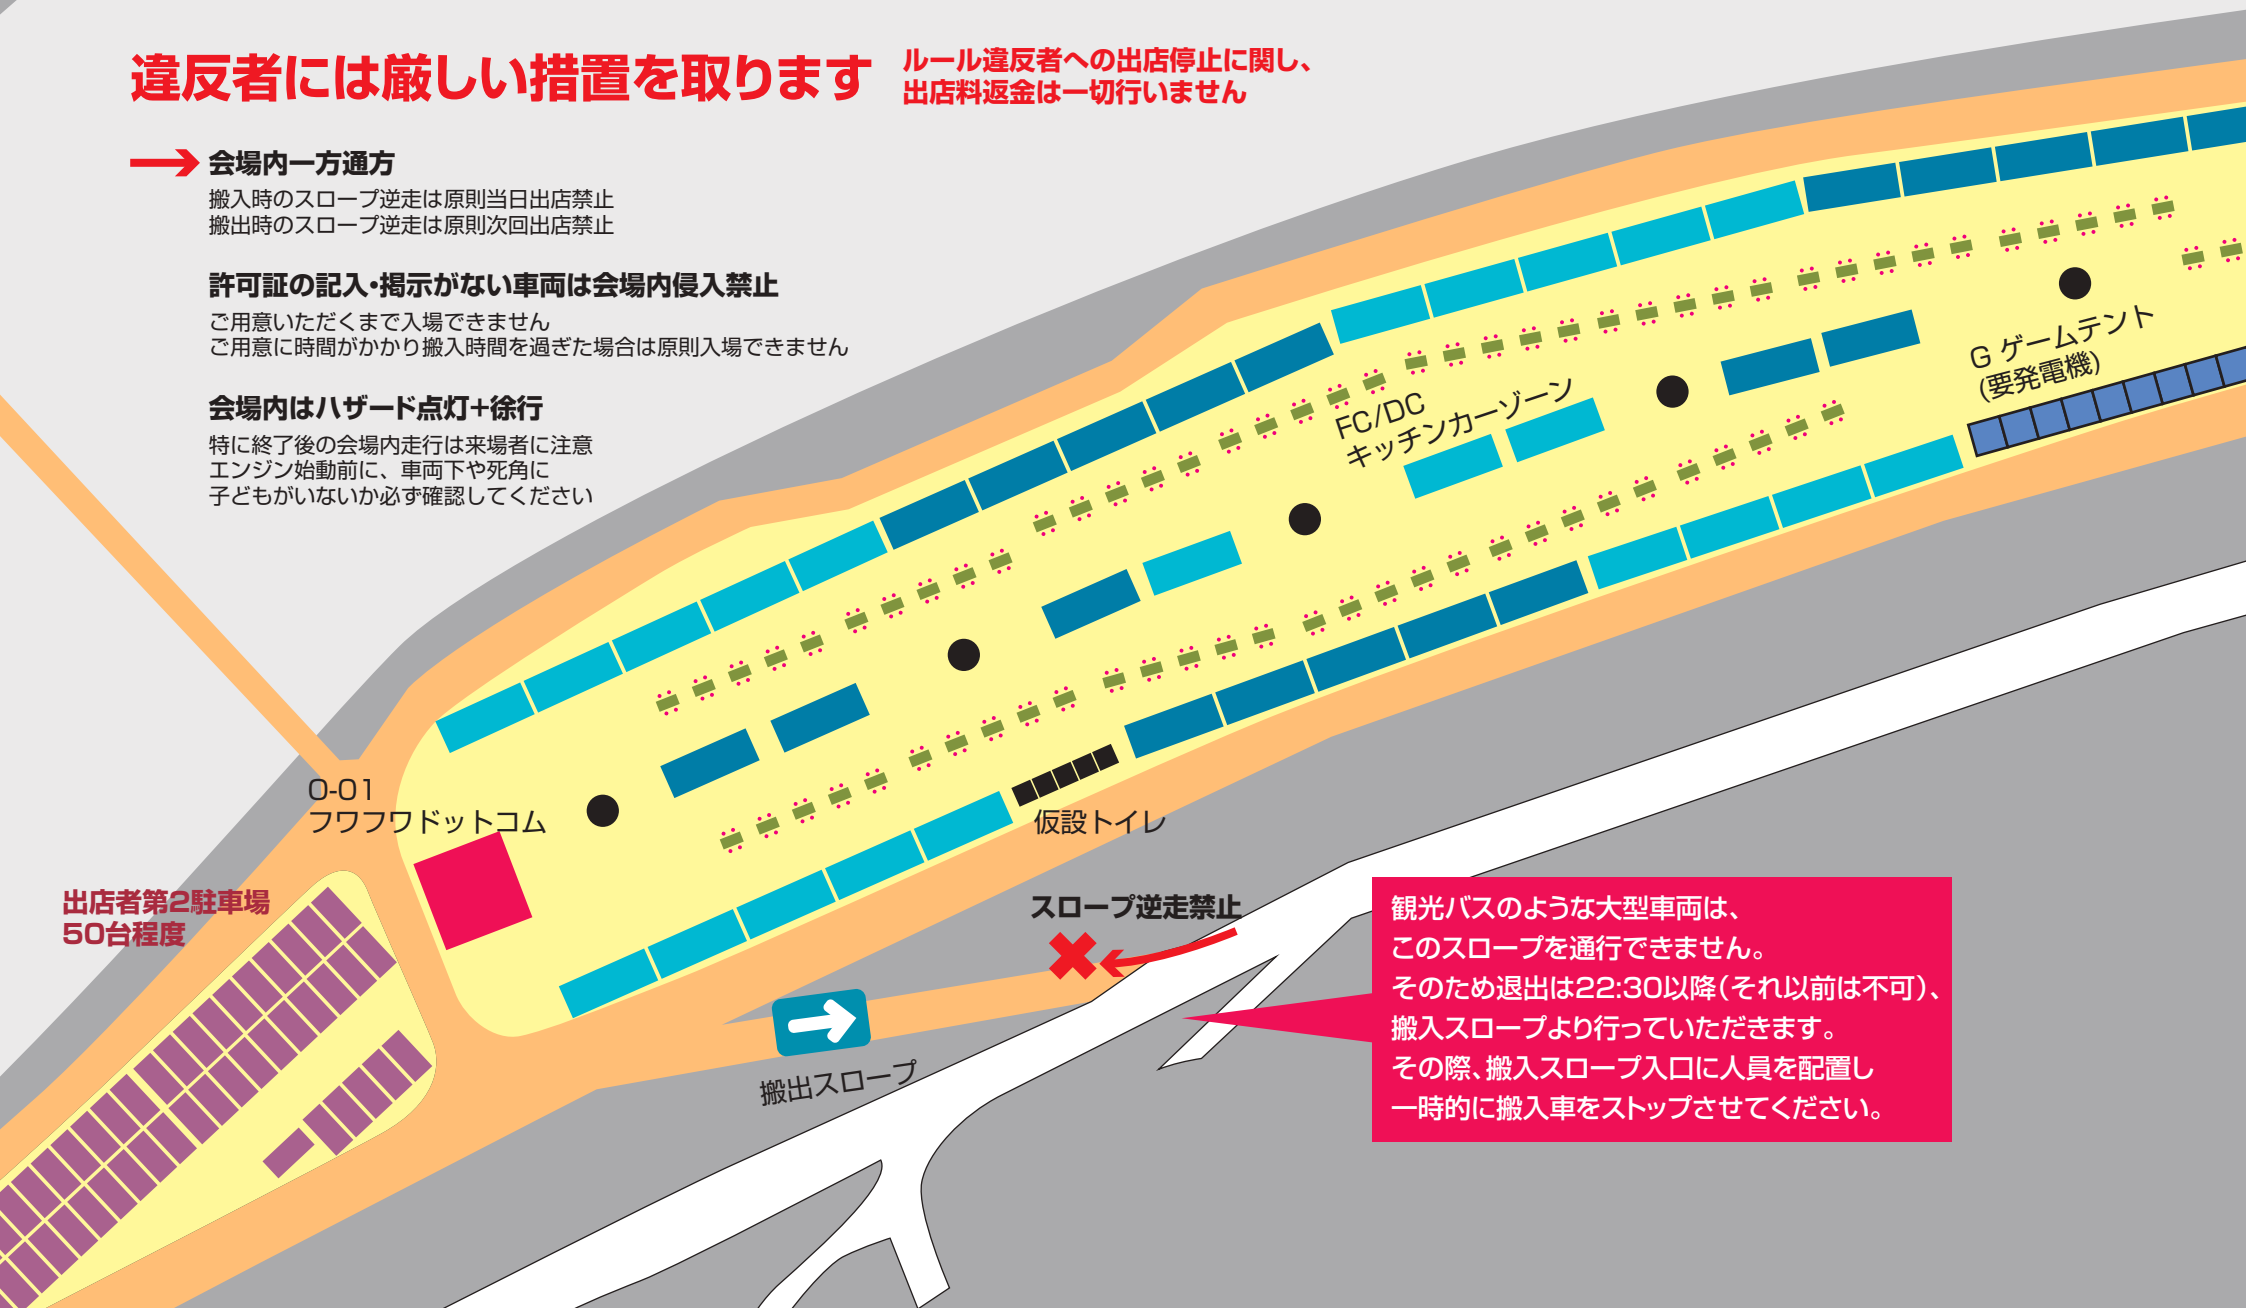 違反者には厳しい措置を取ります
ルール違反者への出店停止に関し、
出店料返金は一切行いません
会場内一方通方
搬入時のスロープ逆走は原則当日出店禁止
搬出時のスロープ逆走は原則次回出店禁止
許可証の記入・掲示がない車両は会場内侵入禁止
ご用意いただくまで入場できません
ご用意に時間がかかり搬入時間を過ぎた場合は原則入場できません
会場内はハザード点灯+徐行
特に終了後の会場内走行は来場者に注意
エンジン始動前に、車両下や死角に
子どもがいないか必ず確認してください
G ゲームテント
(要発電機)
FC/DC
キッチンカーゾーン
O-01
フワフワドットコム
仮設トイレ
出店者第2駐車場
50台程度
スロープ逆走禁止
搬出スロープ
観光バスのような大型車両は、
このスロープを通行できません。
そのため退出は22:30以降(それ以前は不可)、
搬入スロープより行っていただきます。
その際、搬入スロープ入口に人員を配置し
一時的に搬入車をストップさせてください。